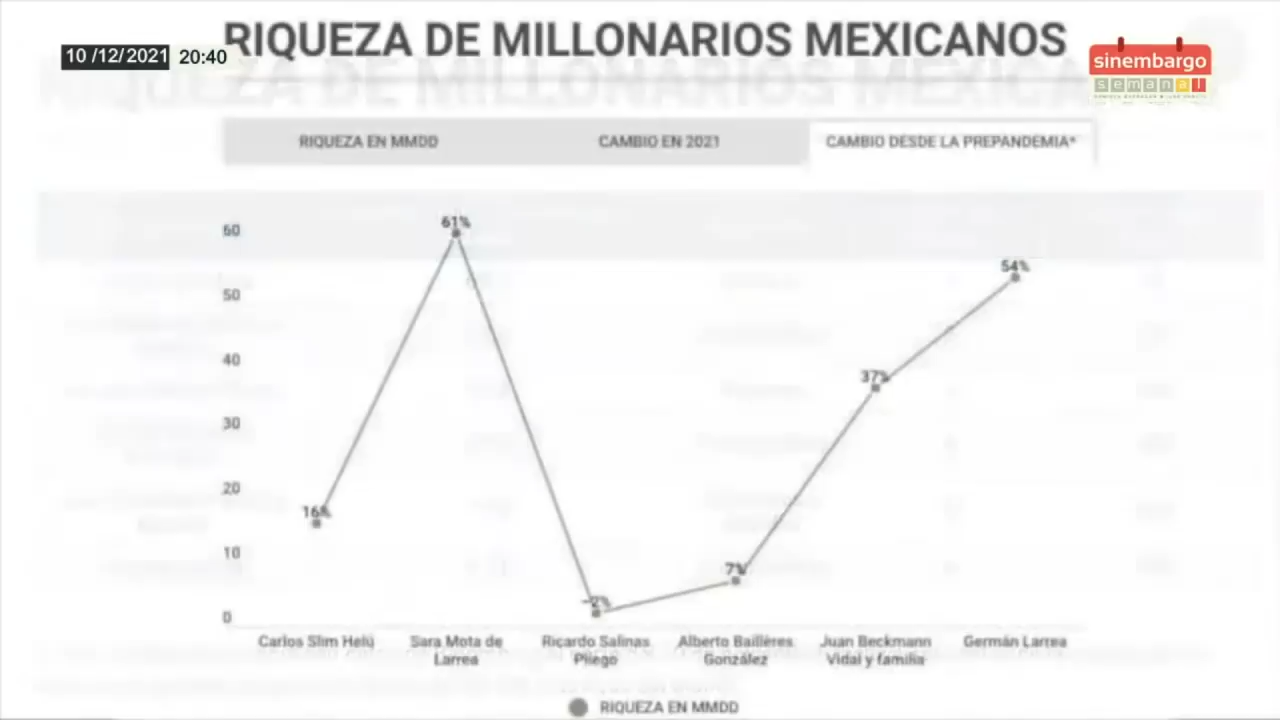 RIQUEZA DE MILLONARIOS MEXICANOS
10 /12/2021 20:40
sinembargo
semanal
RIQUEZA EN MMDD
CAMBIO EN 2021
CAMBIO DESDE LA PREPANDEMIA*
60
50
40
30
20
10
0
16%
61%
-2%
7%
37%
54%
Carlos Slim Helú
Sara Mota de
Larrea
Ricardo Salinas
Pliego
Alberto Baillères
González
Juan Beckmann
Vidal y familia
Germán Larrea
RIQUEZA EN MMDD